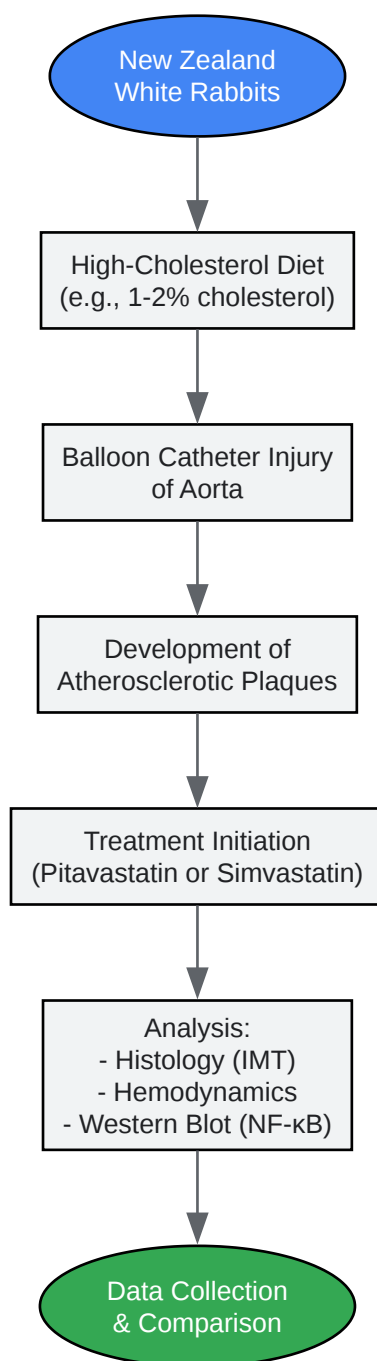 New Zealand
White Rabbits
High-Cholesterol Diet
(e.g., 1-2% cholesterol)
Balloon Catheter Injury
of Aorta
Development of
Atherosclerotic Plaques
Treatment Initiation
(Pitavastatin or Simvastatin)
Analysis:
- Histology (IMT)
- Hemodynamics
- Western Blot (NF-κB)
Data Collection
& Comparison